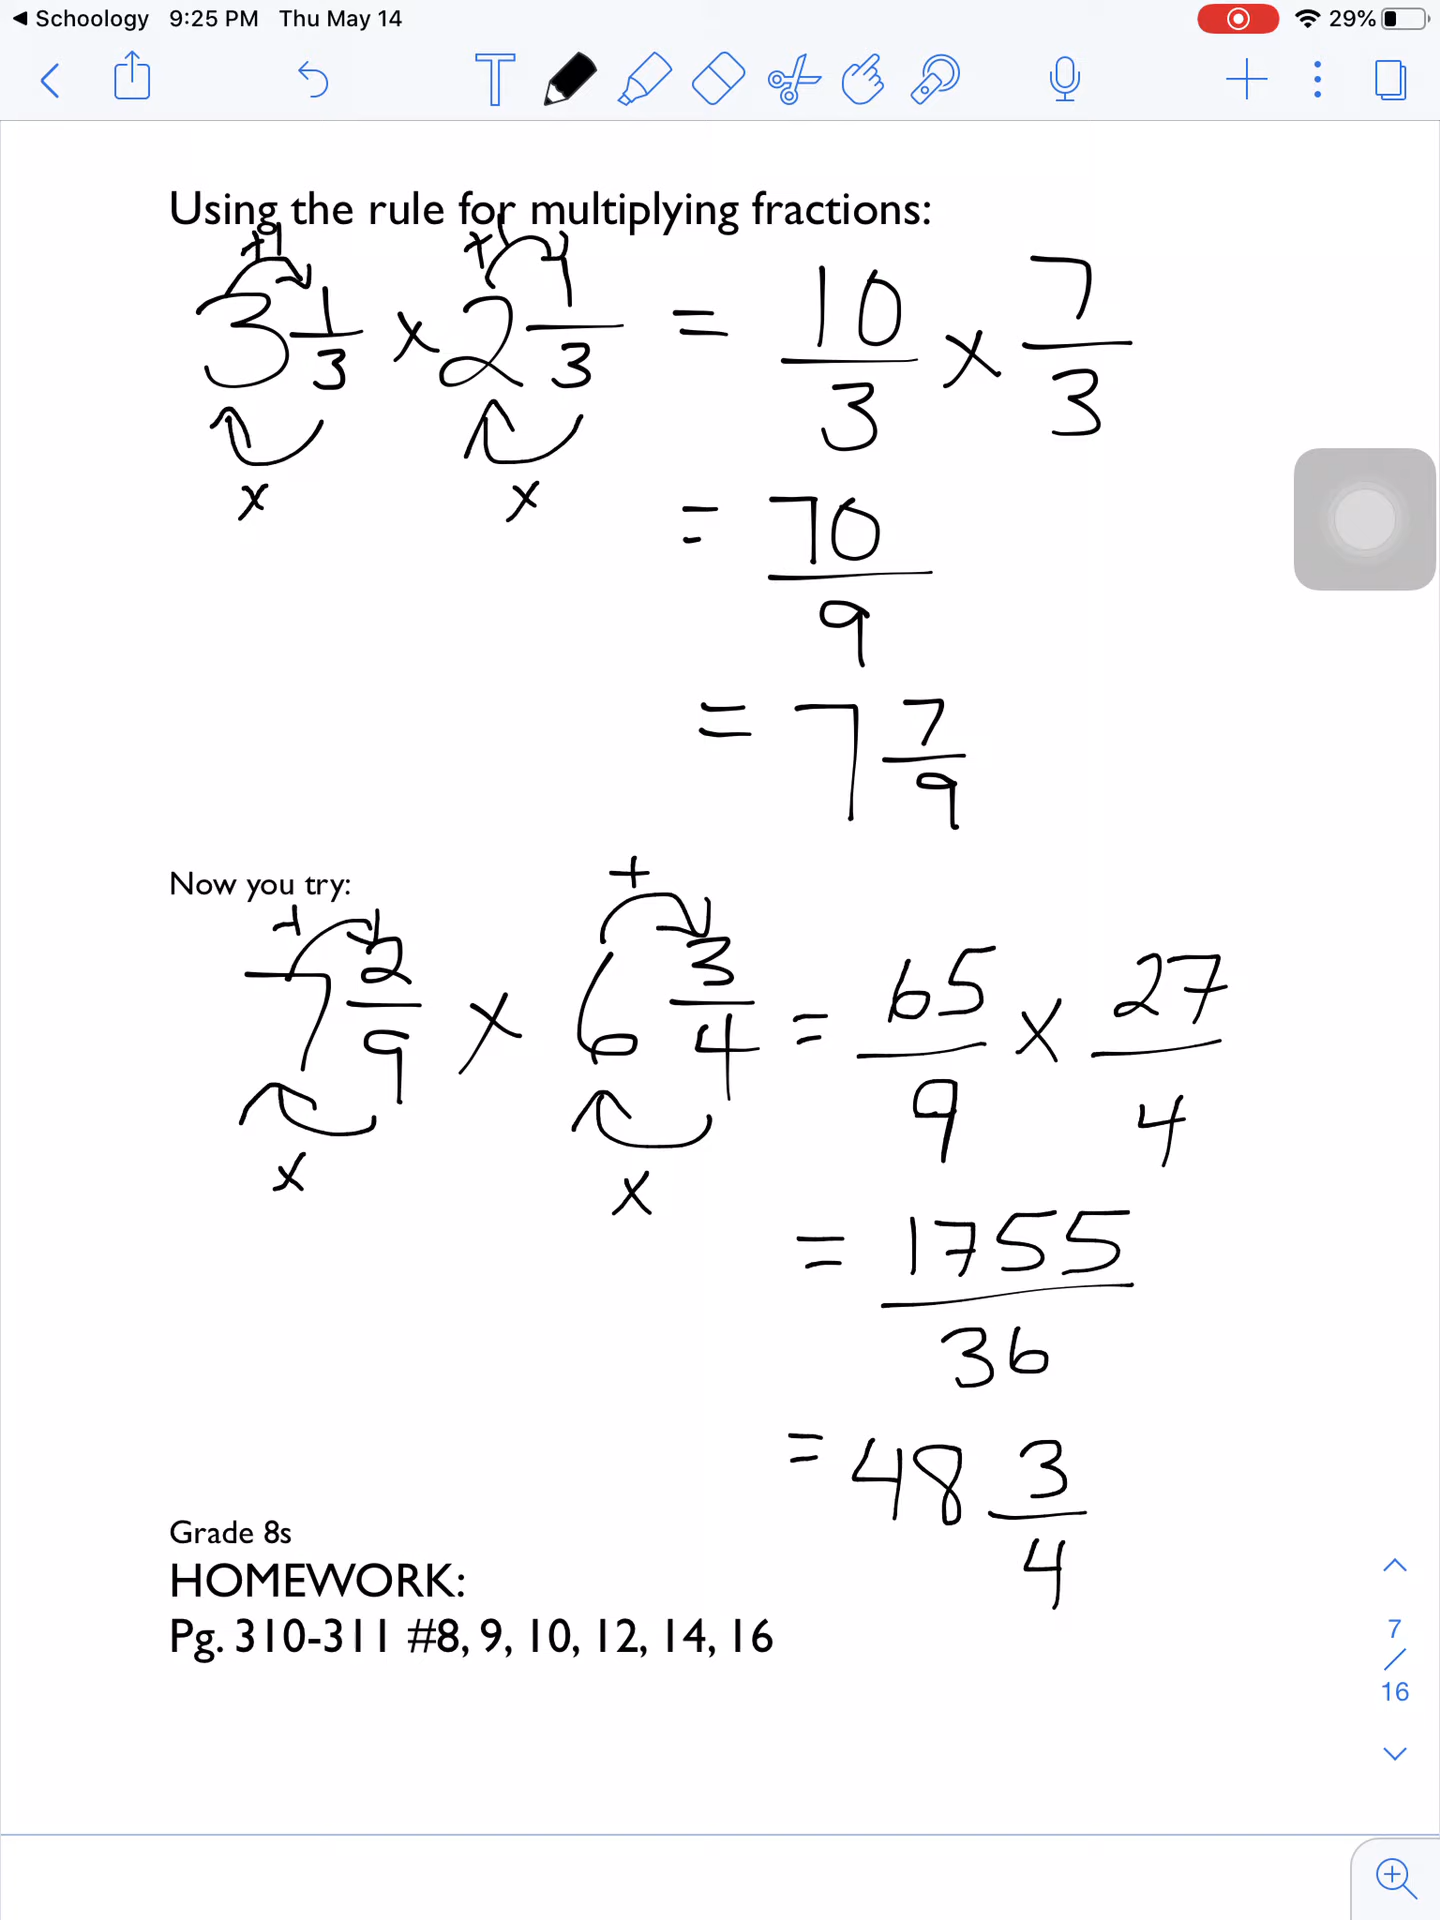 Schoology 9:25 PM Thu May 14 29%
T
Using the rule for multiplying fractions:
+ +
3 1/3 x 2 1/3 = 10/3 x 7/3
x x
= 70/9
= 7 7/9
Now you try:
+ +
7 2/9 x 6 3/4 = 65/9 x 27/4
x x
= 1755/36
= 48 3/4
Grade 8s
HOMEWORK:
Pg. 310-311 #8, 9, 10, 12, 14, 16
7
/
16